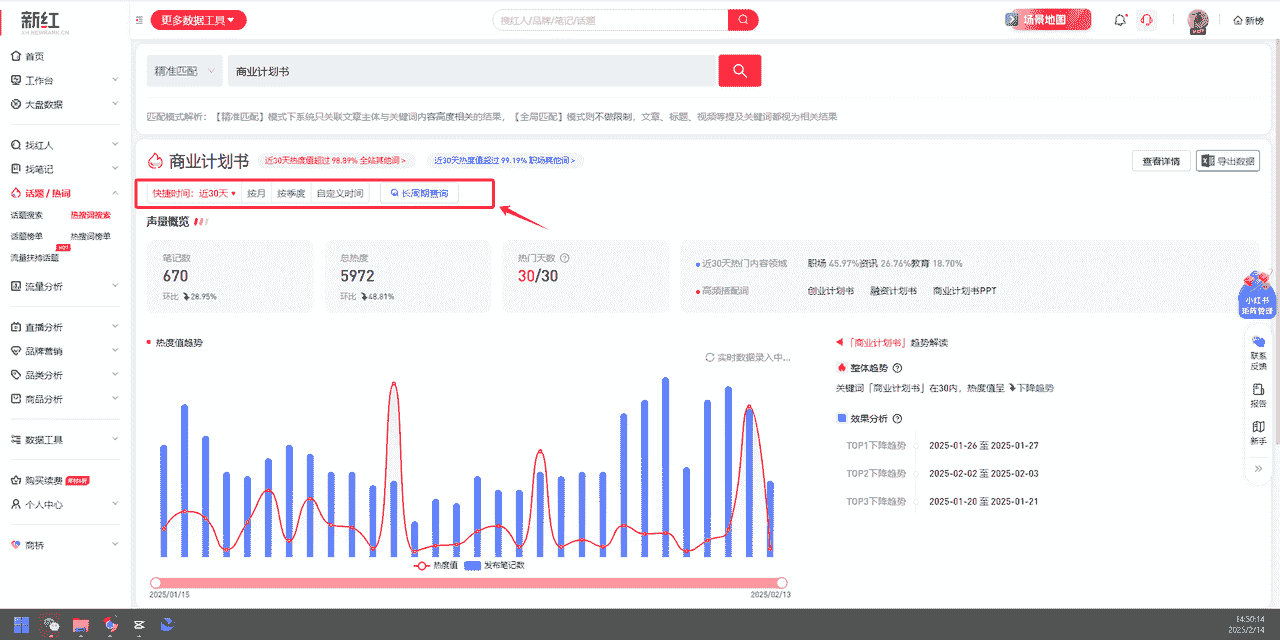 新红
XH.NEWRANK.CN
更多数据工具
搜红人/品牌/笔记/话题
场景地图
新榜
首页
工作台
大盘数据
找红人
找笔记
话题 / 热词
话题搜索 热搜词搜索
话题榜单 热搜词榜单
HOT
流量扶持话题
流量分析
直播分析
品牌营销
品类分析
商品分析
数据工具
购买续费
个人中心
商桥
精准匹配 商业计划书
匹配模式解析：【精准匹配】模式下系统只关联文章主体与关键词内容高度相关的结果，【全局匹配】模式则不做限制，文章、标题、视频等提及关键词都视为相关结果
商业计划书 近30天热度值超过 98.89% 全站其他词 > 近30天热度值超过 99.19% 职场其他词 >
查看详情 导出数据
快捷时间：近30天 按月 按季度 自定义时间 长周期查询
声量概览
笔记数
670
环比 28.95%
总热度
5972
环比 48.81%
热门天数
30/30
近30天热门内容领域 职场 45.97%资讯 26.76%教育 18.70%
高频搭配词 创业计划书 融资计划书 商业计划书PPT
热度值趋势
实时数据录入中...
热度值 发布笔记数
2025/01/15 2025/02/13
「商业计划书」趋势解读
整体趋势
关键词「商业计划书」在30内，热度值呈下降趋势
效果分析
TOP1下降趋势 2025-01-26 至 2025-01-27
TOP2下降趋势 2025-02-02 至 2025-02-03
TOP3下降趋势 2025-01-20 至 2025-01-21
小红书
矩阵管理
联系
反馈
报告
新手
14:50:14
2025/2/14